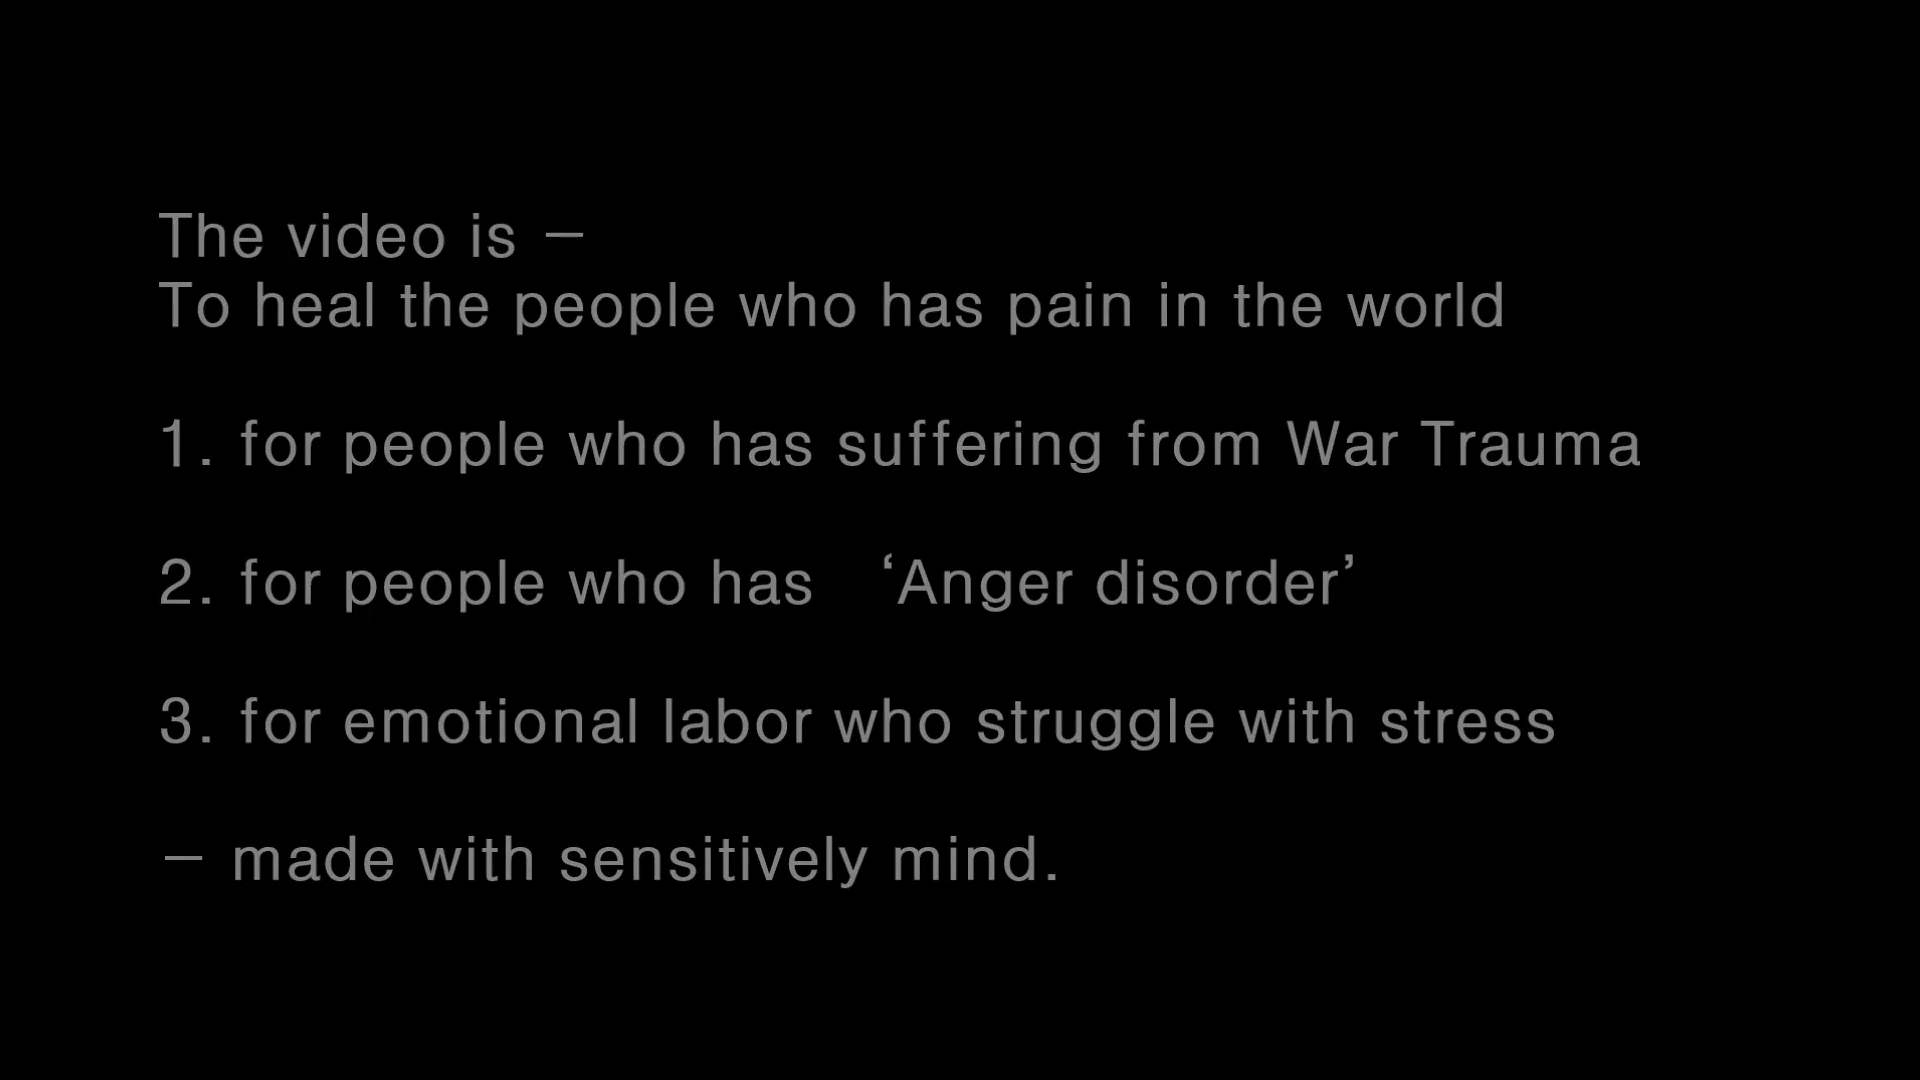 The video is –
To heal the people who has pain in the world
1. for people who has suffering from War Trauma
2. for people who has ‘Anger disorder’
3. for emotional labor who struggle with stress
– made with sensitively mind.